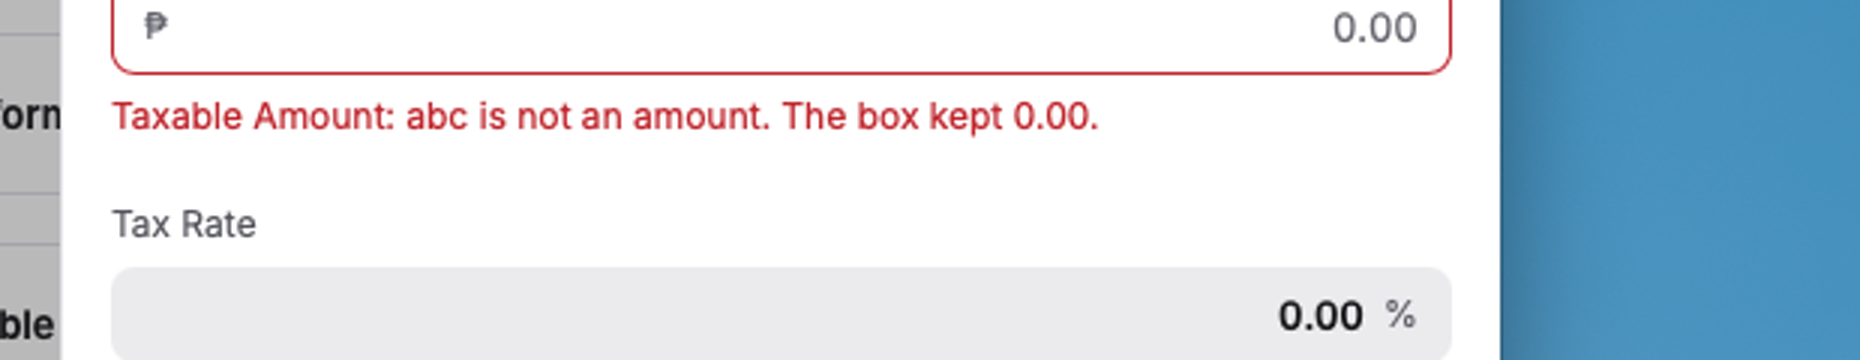 ₱ 0.00
Taxable Amount: abc is not an amount. The box kept 0.00.
Tax Rate
0.00 %